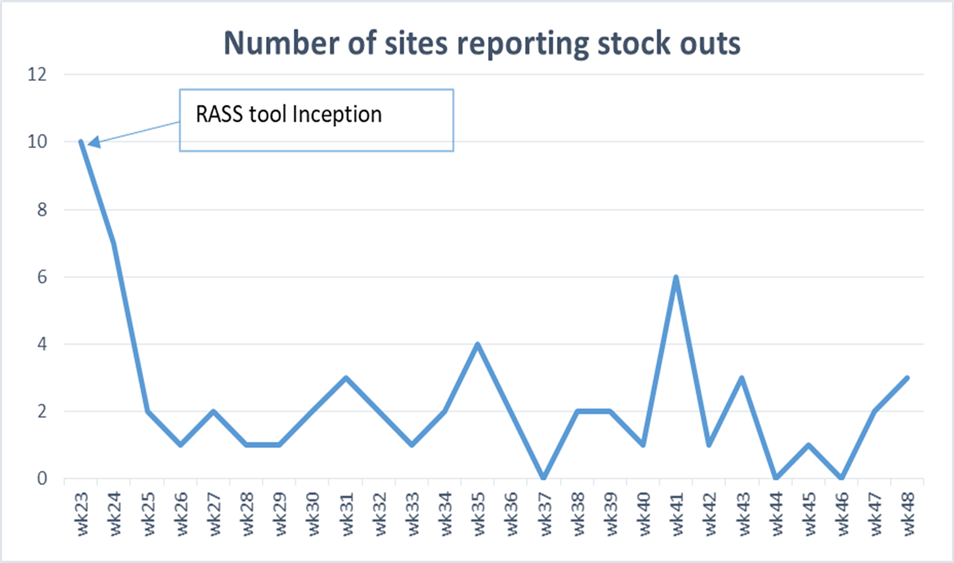 Number of sites reporting stock outs
12
RASS tool Inception
10
8
6
4
2
0
wk23
wk24
wk25
wk26
wk27
wk28
wk29
wk30
wk31
wk32
wk33
wk34
wk35
wk36
wk37
wk38
wk39
wk40
wk41
wk42
wk43
wk44
wk45
wk46
wk47
wk48